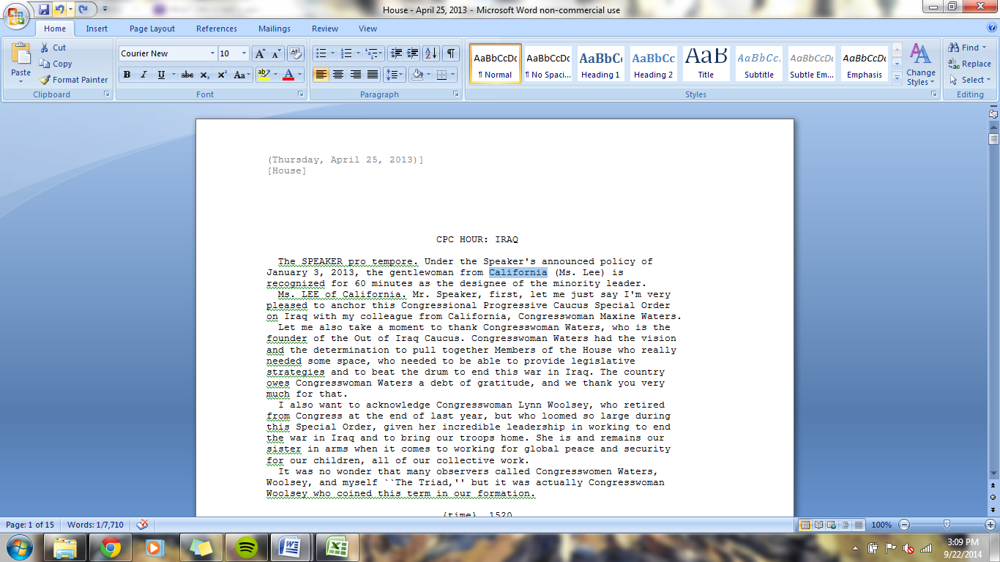 House - April 25, 2013 - Microsoft Word non-commercial use
Home Insert Page Layout References Mailings Review View
Paste
Cut
Copy
Format Painter
Clipboard
Courier New 10
B I U abc X₂ X² Aa
Font
Paragraph
AaBbCcDc AaBbCcDc AaBbC AaBbCc AaB AaBbCc. AaBbCcDc AaBbCcDc
¶ Normal ¶ No Spaci... Heading 1 Heading 2 Title Subtitle Subtle Em... Emphasis
Change Styles
Styles
Find
Replace
Select
Editing
(Thursday, April 25, 2013)]
[House]
CPC HOUR: IRAQ
The SPEAKER pro tempore. Under the Speaker's announced policy of
January 3, 2013, the gentlewoman from California (Ms. Lee) is
recognized for 60 minutes as the designee of the minority leader.
Ms. LEE of California. Mr. Speaker, first, let me just say I'm very
pleased to anchor this Congressional Progressive Caucus Special Order
on Iraq with my colleague from California, Congresswoman Maxine Waters.
Let me also take a moment to thank Congresswoman Waters, who is the
founder of the Out of Iraq Caucus. Congresswoman Waters had the vision
and the determination to pull together Members of the House who really
needed some space, who needed to be able to provide legislative
strategies and to beat the drum to end this war in Iraq. The country
owes Congresswoman Waters a debt of gratitude, and we thank you very
much for that.
I also want to acknowledge Congresswoman Lynn Woolsey, who retired
from Congress at the end of last year, but who loomed so large during
this Special Order, given her incredible leadership in working to end
the war in Iraq and to bring our troops home. She is and remains our
sister in arms when it comes to working for global peace and security
for our children, all of our collective work.
It was no wonder that many observers called Congresswomen Waters,
Woolsey, and myself ``The Triad,'' but it was actually Congresswoman
Woolsey who coined this term in our formation.
{time} 1520
Page: 1 of 15 Words: 1/7,710 100%
3:09 PM
9/22/2014